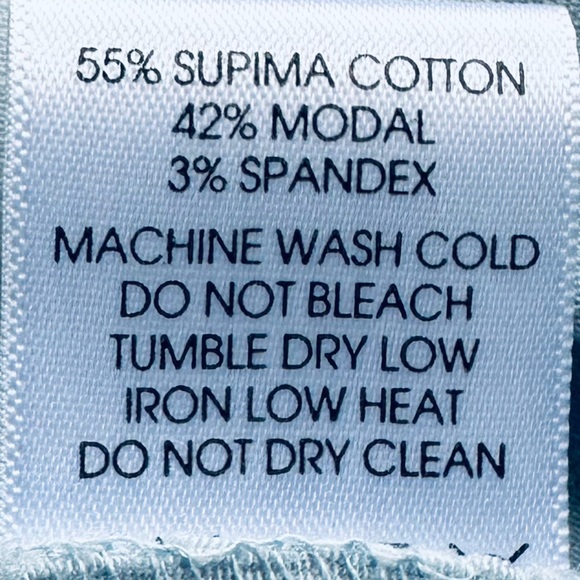 55% SUPIMA COTTON
42% MODAL
3% SPANDEX
MACHINE WASH COLD
DO NOT BLEACH
TUMBLE DRY LOW
IRON LOW HEAT
DO NOT DRY CLEAN